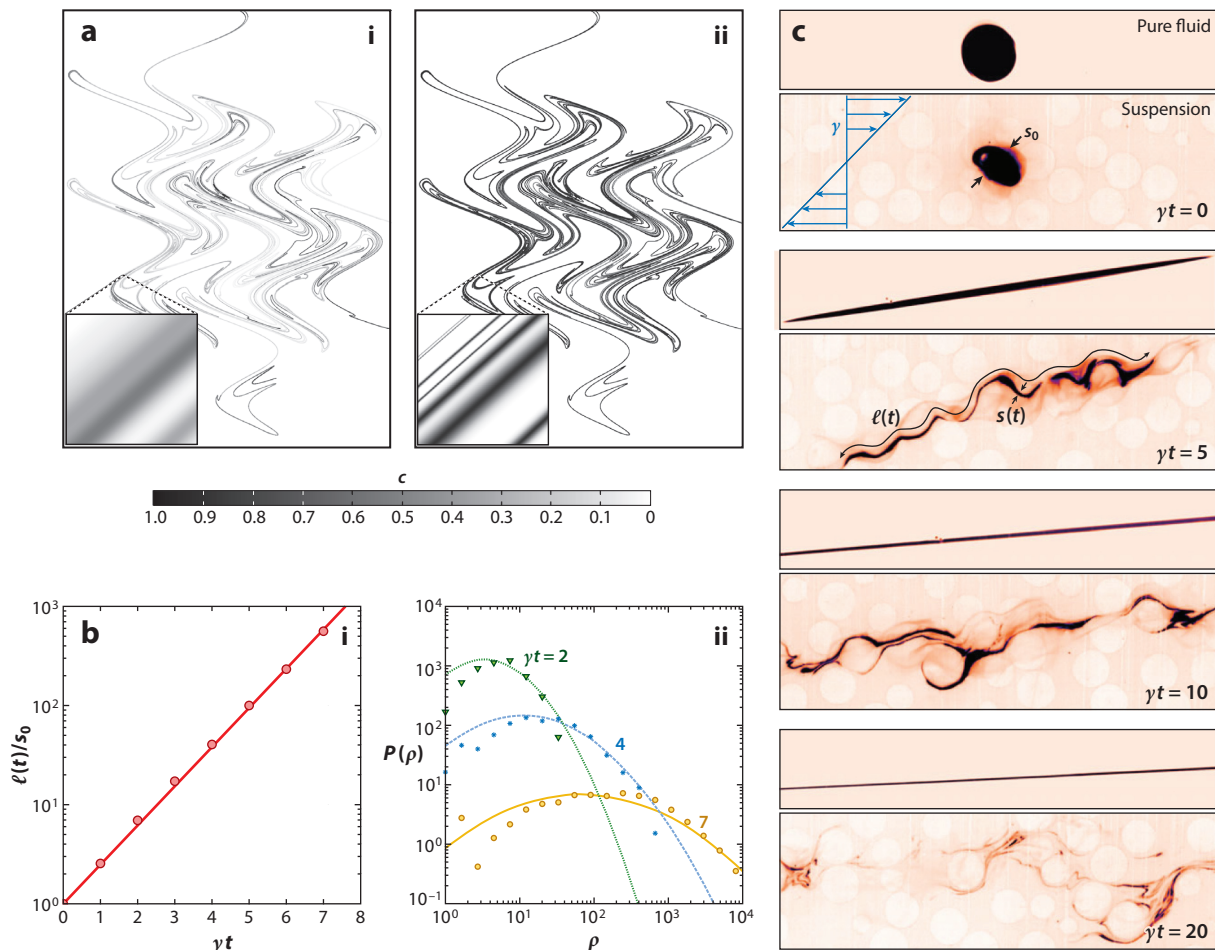 a
i
ii
c
1.0 0.9 0.8 0.7 0.6 0.5 0.4 0.3 0.2 0.1 0
b
i
ℓ(t)/s₀
10³
10²
10¹
10⁰
0 1 2 3 4 5 6 7 8
γt
ii
P(ρ)
10⁴
10³
10²
10¹
10⁰
10⁻¹
γt = 2
4
7
10⁰ 10¹ 10² 10³ 10⁴
ρ
c
Pure fluid
Suspension
γ
s₀
γt = 0
ℓ(t)
s(t)
γt = 5
γt = 10
γt = 20